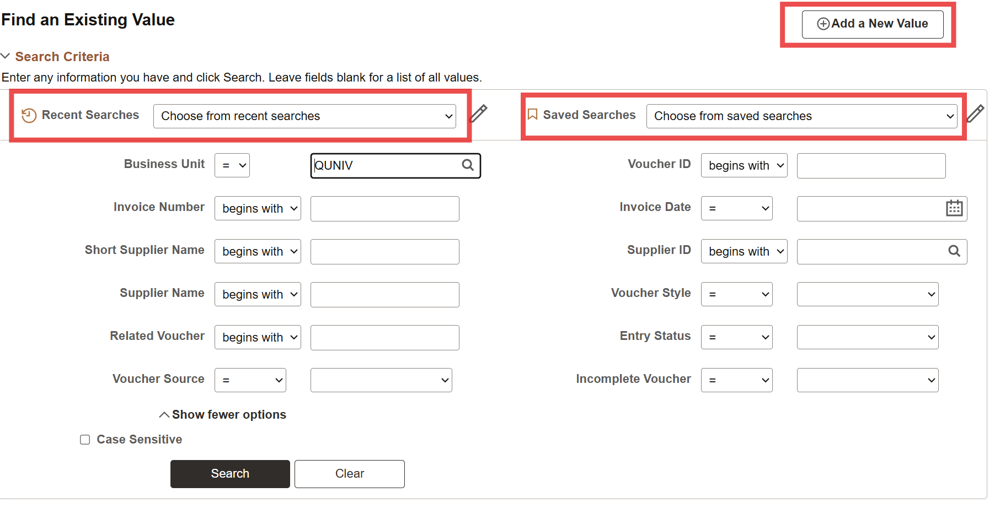 Find an Existing Value
Add a New Value
Search Criteria
Enter any information you have and click Search. Leave fields blank for a list of all values.
Recent Searches Choose from recent searches Saved Searches Choose from saved searches
Business Unit = QUNIV Voucher ID begins with
Invoice Number begins with Invoice Date =
Short Supplier Name begins with Supplier ID begins with
Supplier Name begins with Voucher Style =
Related Voucher begins with Entry Status =
Voucher Source = Incomplete Voucher =
Show fewer options
Case Sensitive
Search Clear